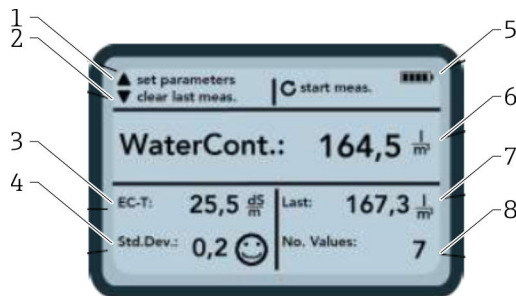 1
2
3
4
5
6
7
8
▲ set parameters
▼ clear last meas.
start meas.
WaterCont.: 164,5 l/m³
EC-T: 25,5 dS/m
Last: 167,3 l/m³
Std.Dev.: 0,2
No. Values: 7